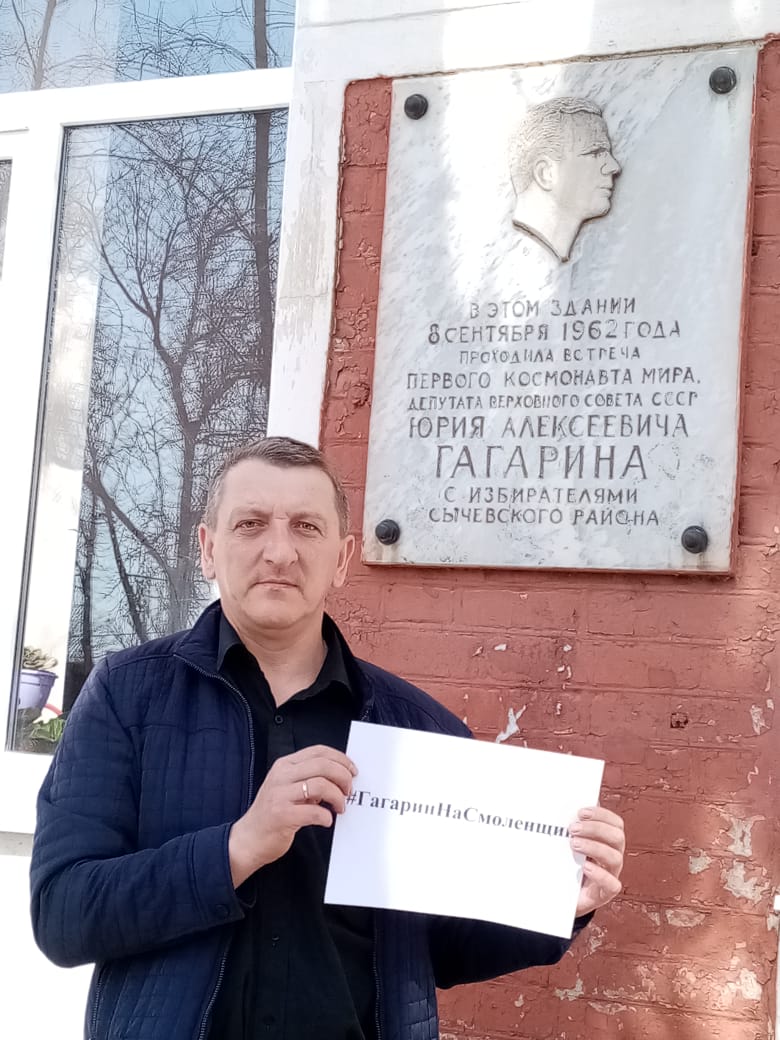 В ЭТОМ ЗДАНИИ
8 СЕНТЯБРЯ 1962 ГОДА
ПРОХОДИЛА ВСТРЕЧА
ПЕРВОГО КОСМОНАВТА МИРА,
ДЕПУТАТА ВЕРХОВНОГО СОВЕТА СССР
ЮРИЯ АЛЕКСЕЕВИЧА
ГАГАРИНА
С ИЗБИРАТЕЛЯМИ
СЫЧЕВСКОГО РАЙОНА
#ГагаринНаСмоленщин